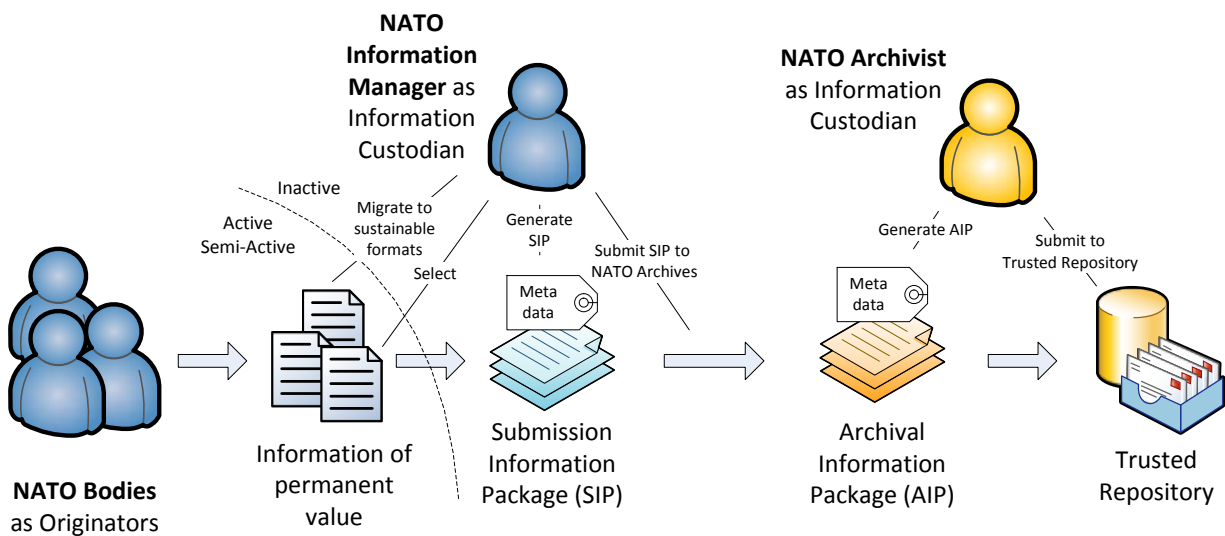 NATO
Information
Manager as
Information
Custodian
NATO Archivist
as Information
Custodian
Inactive
Active
Semi-Active
Migrate to
sustainable
formats
Select
Generate
SIP
Submit SIP to
NATO Archives
Generate AIP
Submit to
Trusted Repository
Meta
data
Meta
data
NATO Bodies
as Originators
Information of
permanent
value
Submission
Information
Package (SIP)
Archival
Information
Package (AIP)
Trusted
Repository